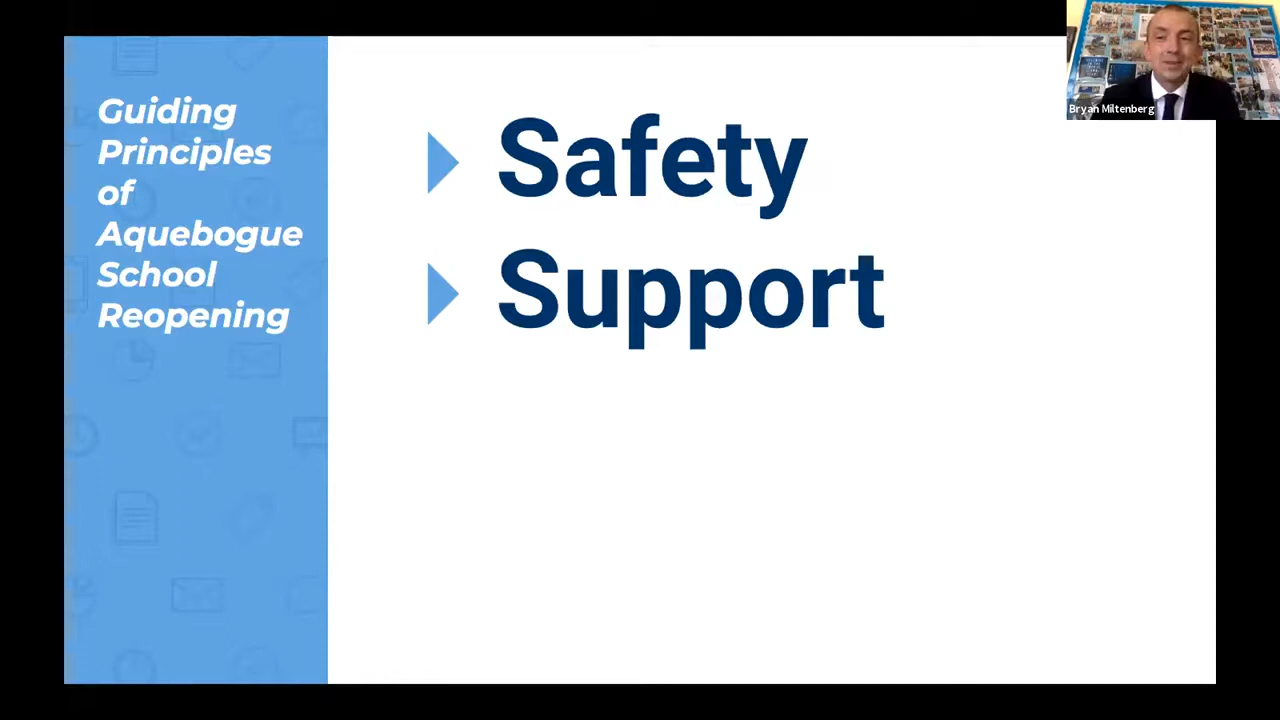 Guiding
Principles
of
Aquebogue
School
Reopening
Safety
Support
Bryan Miltenberg